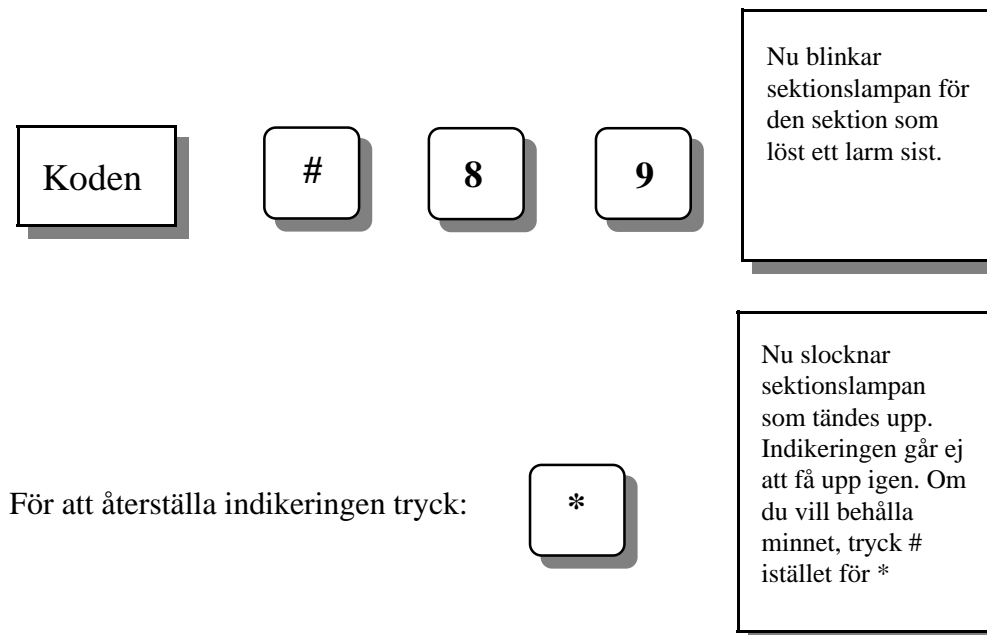 Koden
#
8
9
Nu blinkar
sektionslampan för
den sektion som
löst ett larm sist.
För att återställa indikeringen tryck:
*
Nu slocknar
sektionslampan
som tändes upp.
Indikeringen går ej
att få upp igen. Om
du vill behålla
minnet, tryck #
istället för *